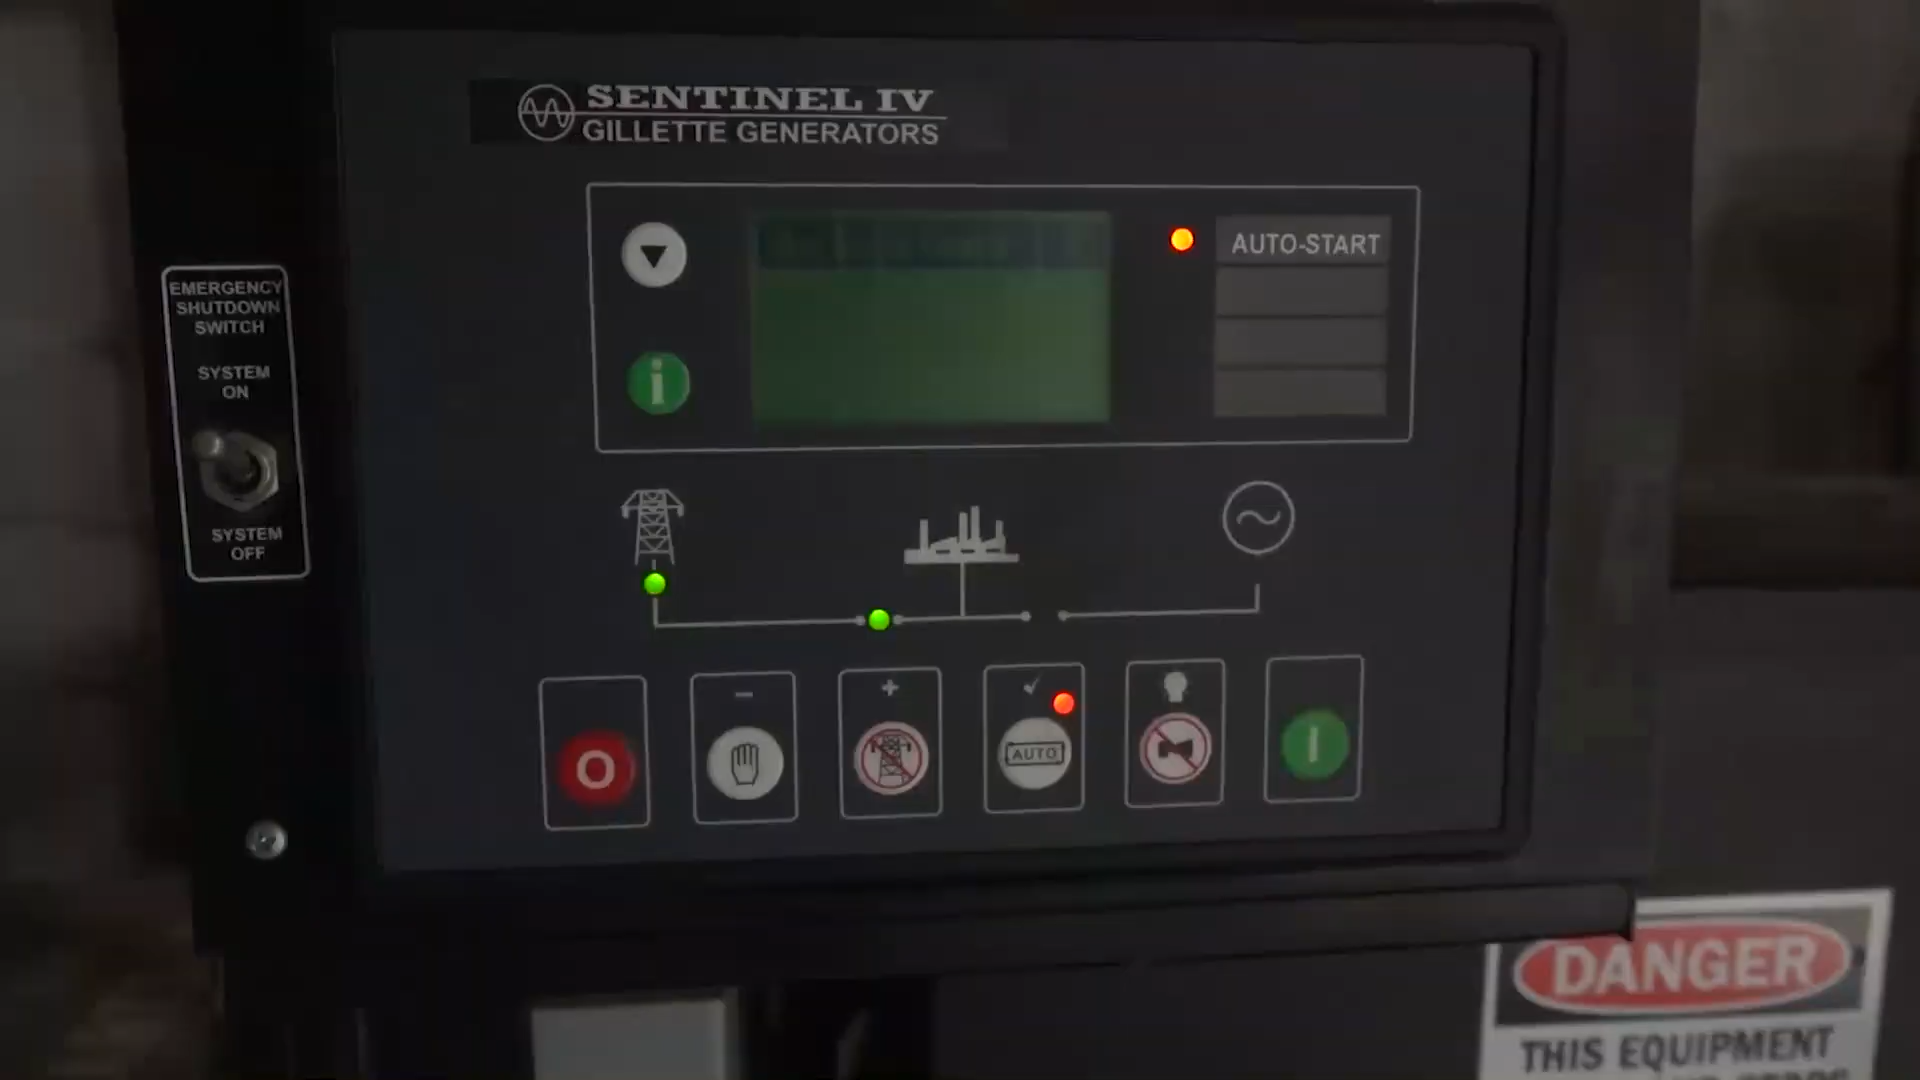 SENTINEL IV
GILLETTE GENERATORS
AUTO-START
EMERGENCY
SHUTDOWN
SWITCH
SYSTEM
ON
SYSTEM
OFF
i
AUTO
DANGER
THIS EQUIPMENT